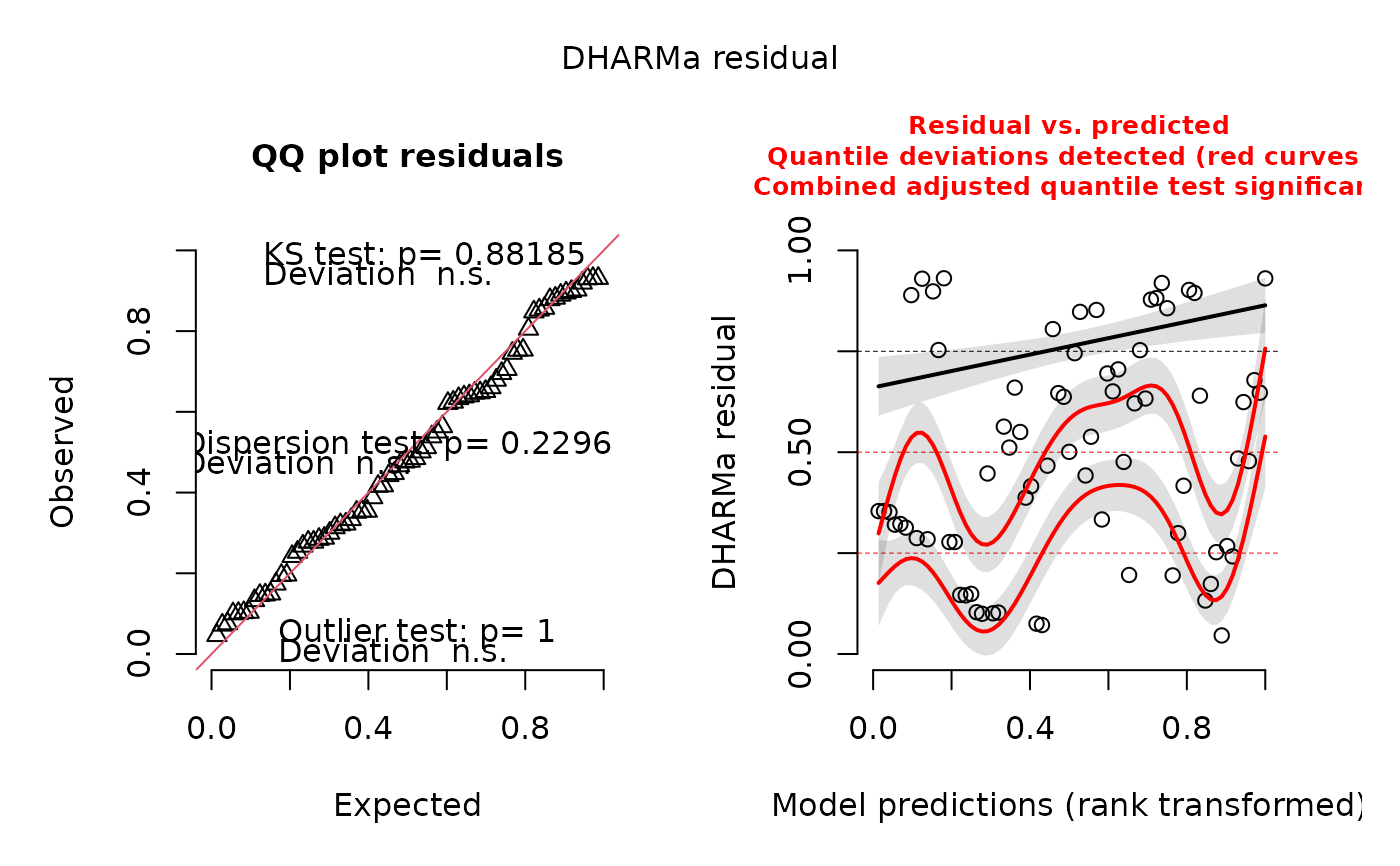 DHARMa residual
QQ plot residuals
KS test: p= 0.88185
Deviation n.s.
Dispersion test: p= 0.2296
Deviation n.s.
Outlier test: p= 1
Deviation n.s.
Observed
0.0
0.4
0.8
0.0
0.4
0.8
Expected
Residual vs. predicted
Quantile deviations detected (red curves
Combined adjusted quantile test significan
DHARMa residual
0.00
0.50
1.00
0.0
0.4
0.8
Model predictions (rank transformed)